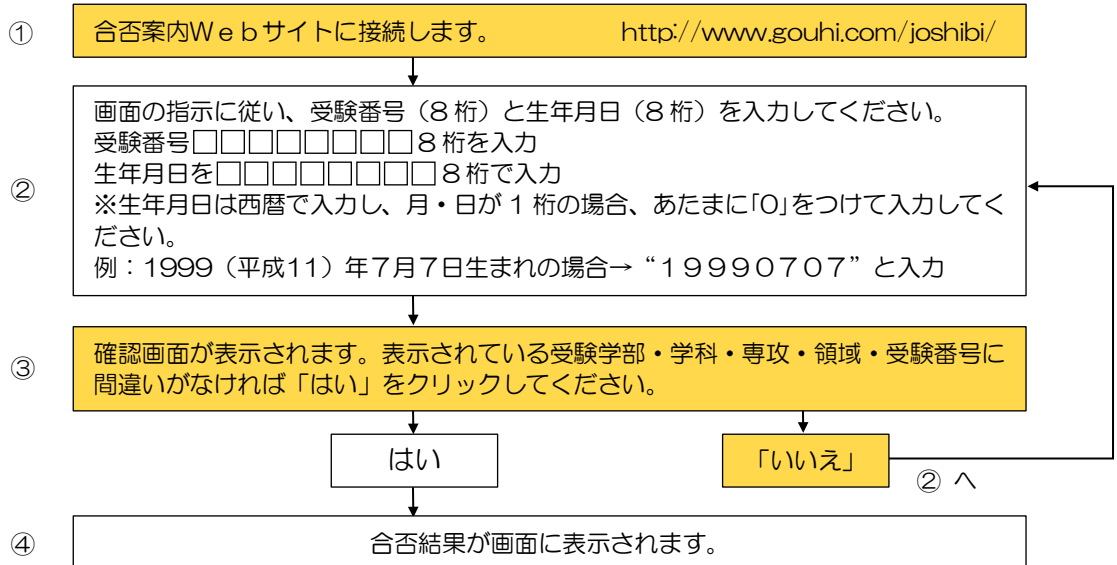 ① 合否案内Ｗｅｂサイトに接続します。 http://www.gouhi.com/joshibi/
画面の指示に従い、受験番号（８桁）と生年月日（８桁）を入力してください。
受験番号□□□□□□□□８桁を入力
② 生年月日を□□□□□□□□８桁で入力
※生年月日は西暦で入力し、月・日が１桁の場合、あたまに｢０｣をつけて入力してく
ださい。
例：１９９９（平成11）年７月７日生まれの場合→“１９９９０７０７”と入力
③ 確認画面が表示されます。表示されている受験学部・学科・専攻・領域・受験番号に
間違いがなければ「はい」をクリックしてください。
はい 「いいえ」
② へ
④ 合否結果が画面に表示されます。